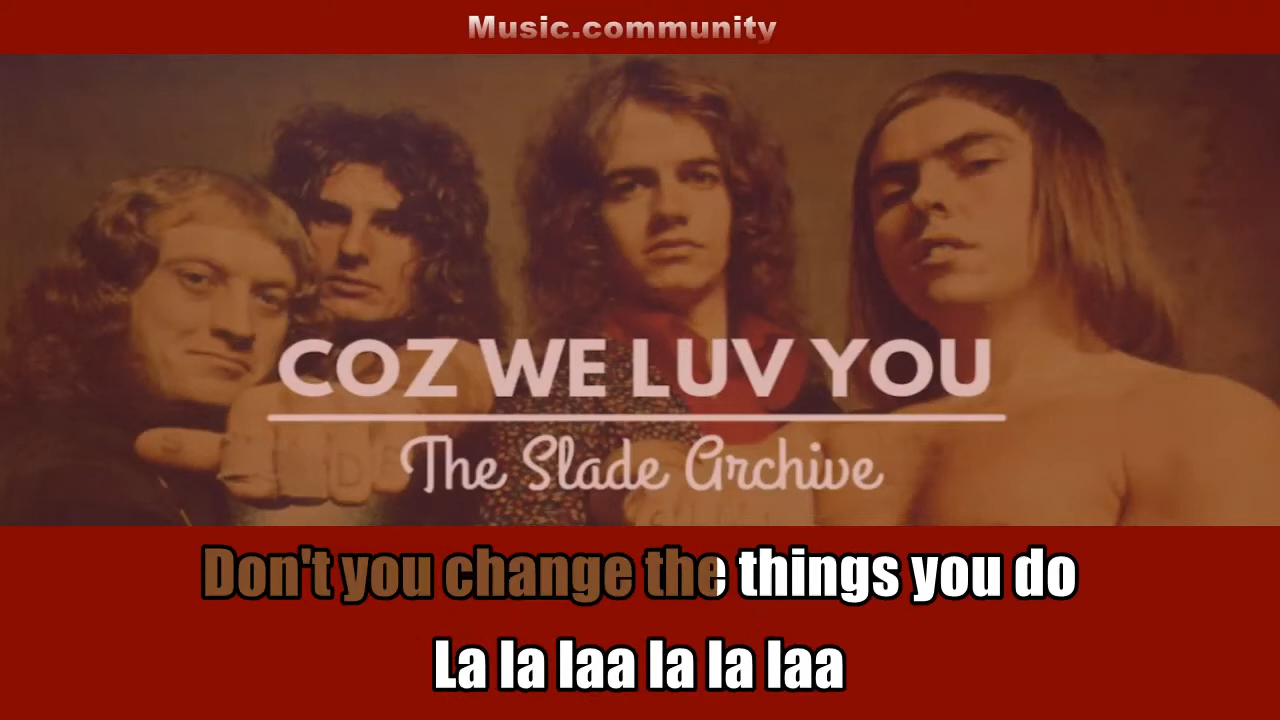 Music.community
COZ WE LUV YOU
The Slade Archive
Don't you change the things you do
La la laa la la laa